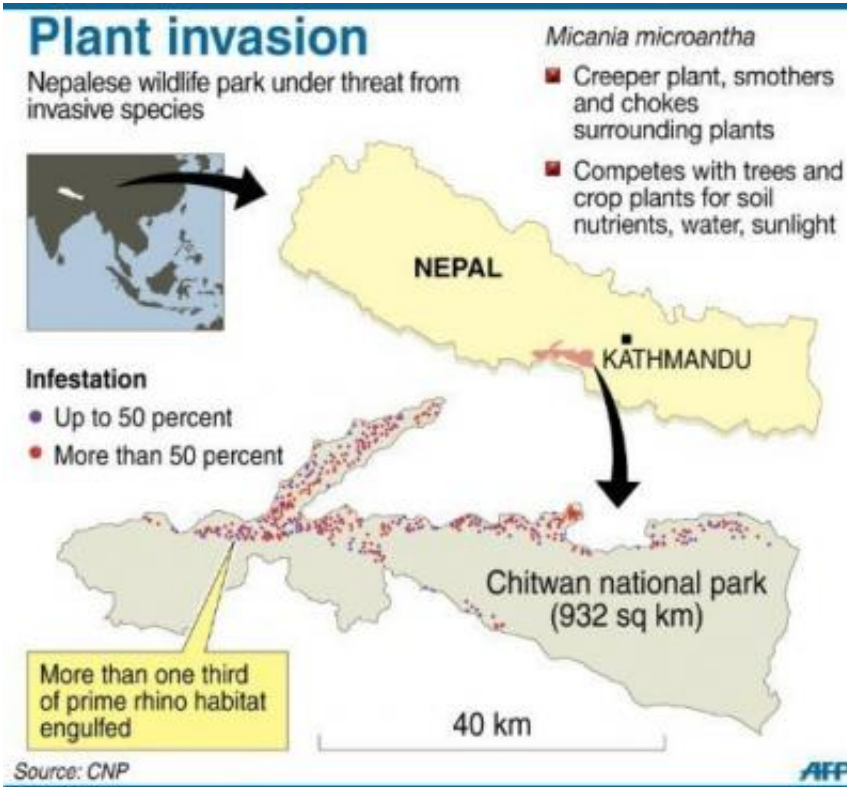 Plant invasion
Nepalese wildlife park under threat from
invasive species
Micania microantha
Creeper plant, smothers
and chokes
surrounding plants
Competes with trees and
crop plants for soil
nutrients, water, sunlight
NEPAL
KATHMANDU
Infestation
Up to 50 percent
More than 50 percent
Chitwan national park
(932 sq km)
More than one third
of prime rhino habitat
engulfed
40 km
Source: CNP
AFP